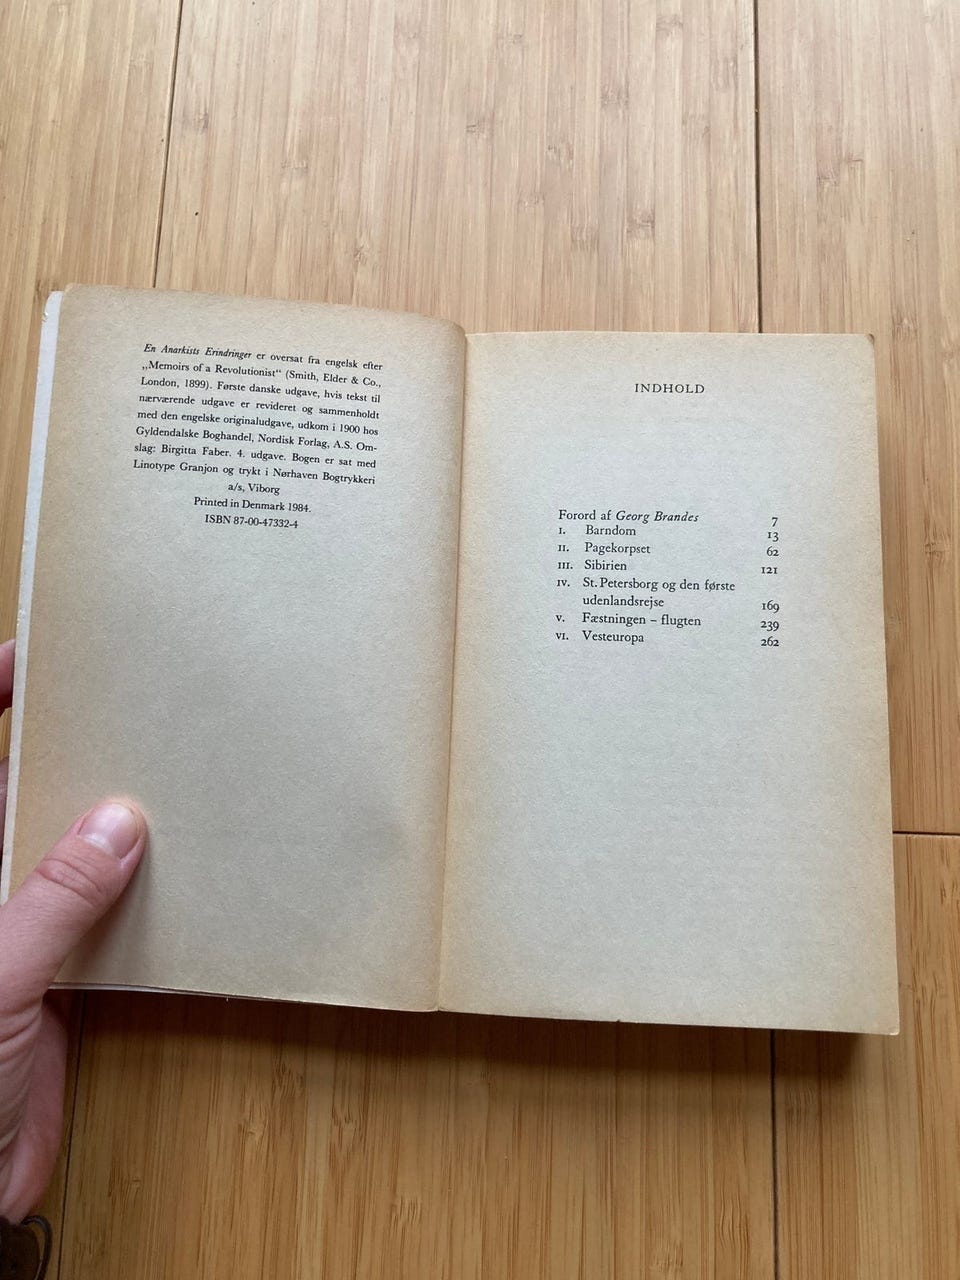 En Anarkists Erindringer er oversat fra engelsk efter
„Memoirs of a Revolutionist“ (Smith, Elder & Co.,
London, 1899). Første danske udgave, hvis tekst til
nærværende udgave er revideret og sammenholdt
med den engelske originaludgave, udkom i 1900 hos
Gyldendalske Boghandel, Nordisk Forlag, A.S. Om-
slag: Birgitta Faber. 4. udgave. Bogen er sat med
Linotype Granjon og trykt i Nørhaven Bogtrykkeri
a/s, Viborg
Printed in Denmark 1984.
ISBN 87-00-47332-4
INDHOLD
Forord af Georg Brandes 7
I. Barndom 13
II. Pagekorpset 62
III. Sibirien 121
IV. St. Petersborg og den første
udenlandsrejse 169
V. Fæstningen – flugten 239
VI. Vesteuropa 262